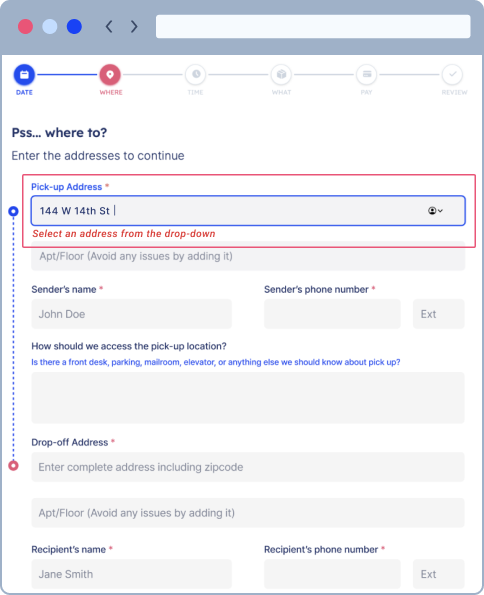 DATE WHERE TIME WHAT PAY REVIEW
Pss... where to?
Enter the addresses to continue
Pick-up Address *
144 W 14th St
Select an address from the drop-down
Apt/Floor (Avoid any issues by adding it)
Sender's name * Sender's phone number *
John Doe Ext
How should we access the pick-up location?
Is there a front desk, parking, mailroom, elevator, or anything else we should know about pick up?
Drop-off Address *
Enter complete address including zipcode
Apt/Floor (Avoid any issues by adding it)
Recipient's name * Recipient's phone number *
Jane Smith Ext